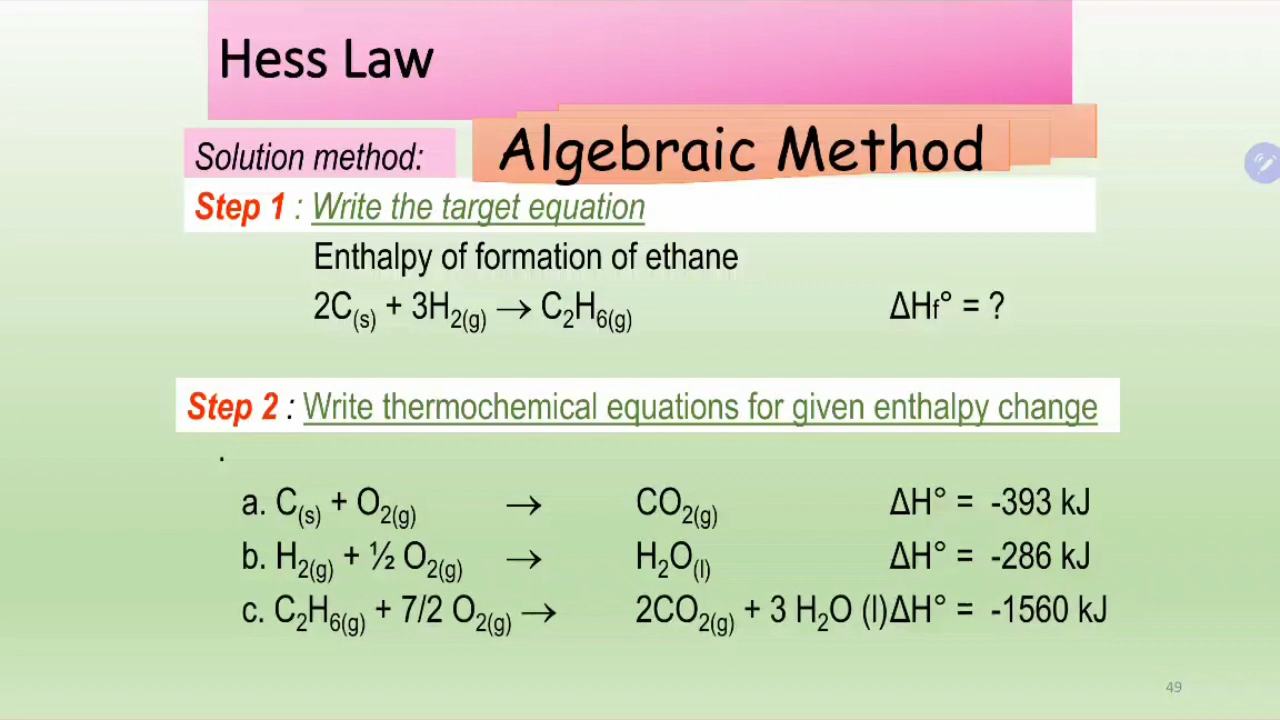 Hess Law
Solution method: Algebraic Method
Step 1 : Write the target equation
Enthalpy of formation of ethane
2C(s) + 3H2(g) → C2H6(g) ΔHf° = ?
Step 2 : Write thermochemical equations for given enthalpy change
.
a. C(s) + O2(g) → CO2(g) ΔH° = -393 kJ
b. H2(g) + ½ O2(g) → H2O(l) ΔH° = -286 kJ
c. C2H6(g) + 7/2 O2(g) → 2CO2(g) + 3 H2O (l) ΔH° = -1560 kJ
49